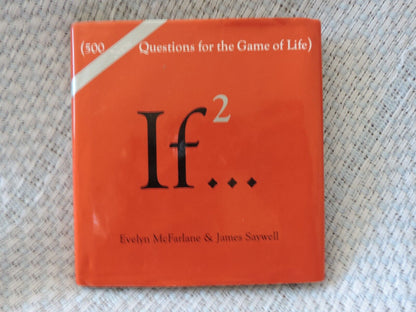 (500 Questions for the Game of Life)
If²...
Evelyn McFarlane & James Saywell